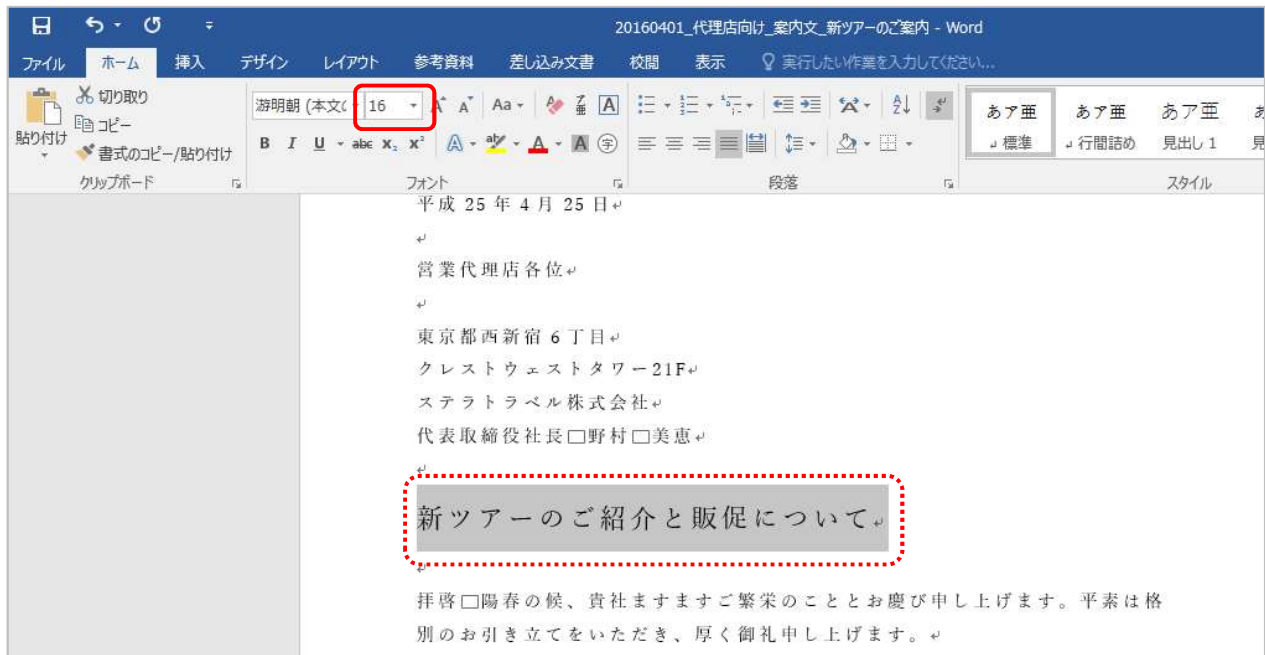 20160401_代理店向け_案内文_新ツアーのご案内 - Word
ファイル ホーム 挿入 デザイン レイアウト 参考資料 差し込み文書 校閲 表示 実行したい作業を入力してください...
切り取り
コピー
書式のコピー/貼り付け
貼り付け
クリップボード
游明朝 (本文( 16 A A Aa
B I U abc x₂ x² A aby A A 字
フォント
段落
あア亜 あア亜 あア亜 あ
標準 行間詰め 見出し 1 見
スタイル
平成 25 年 4 月 25 日
営業代理店各位
東京都西新宿 6 丁目
クレストウェストタワー21F
ステラトラベル株式会社
代表取締役社長□野村□美恵
新ツアーのご紹介と販促について
拝啓□陽春の候、貴社ますますご繁栄のこととお慶び申し上げます。平素は格
別のお引き立てをいただき、厚く御礼申し上げます。